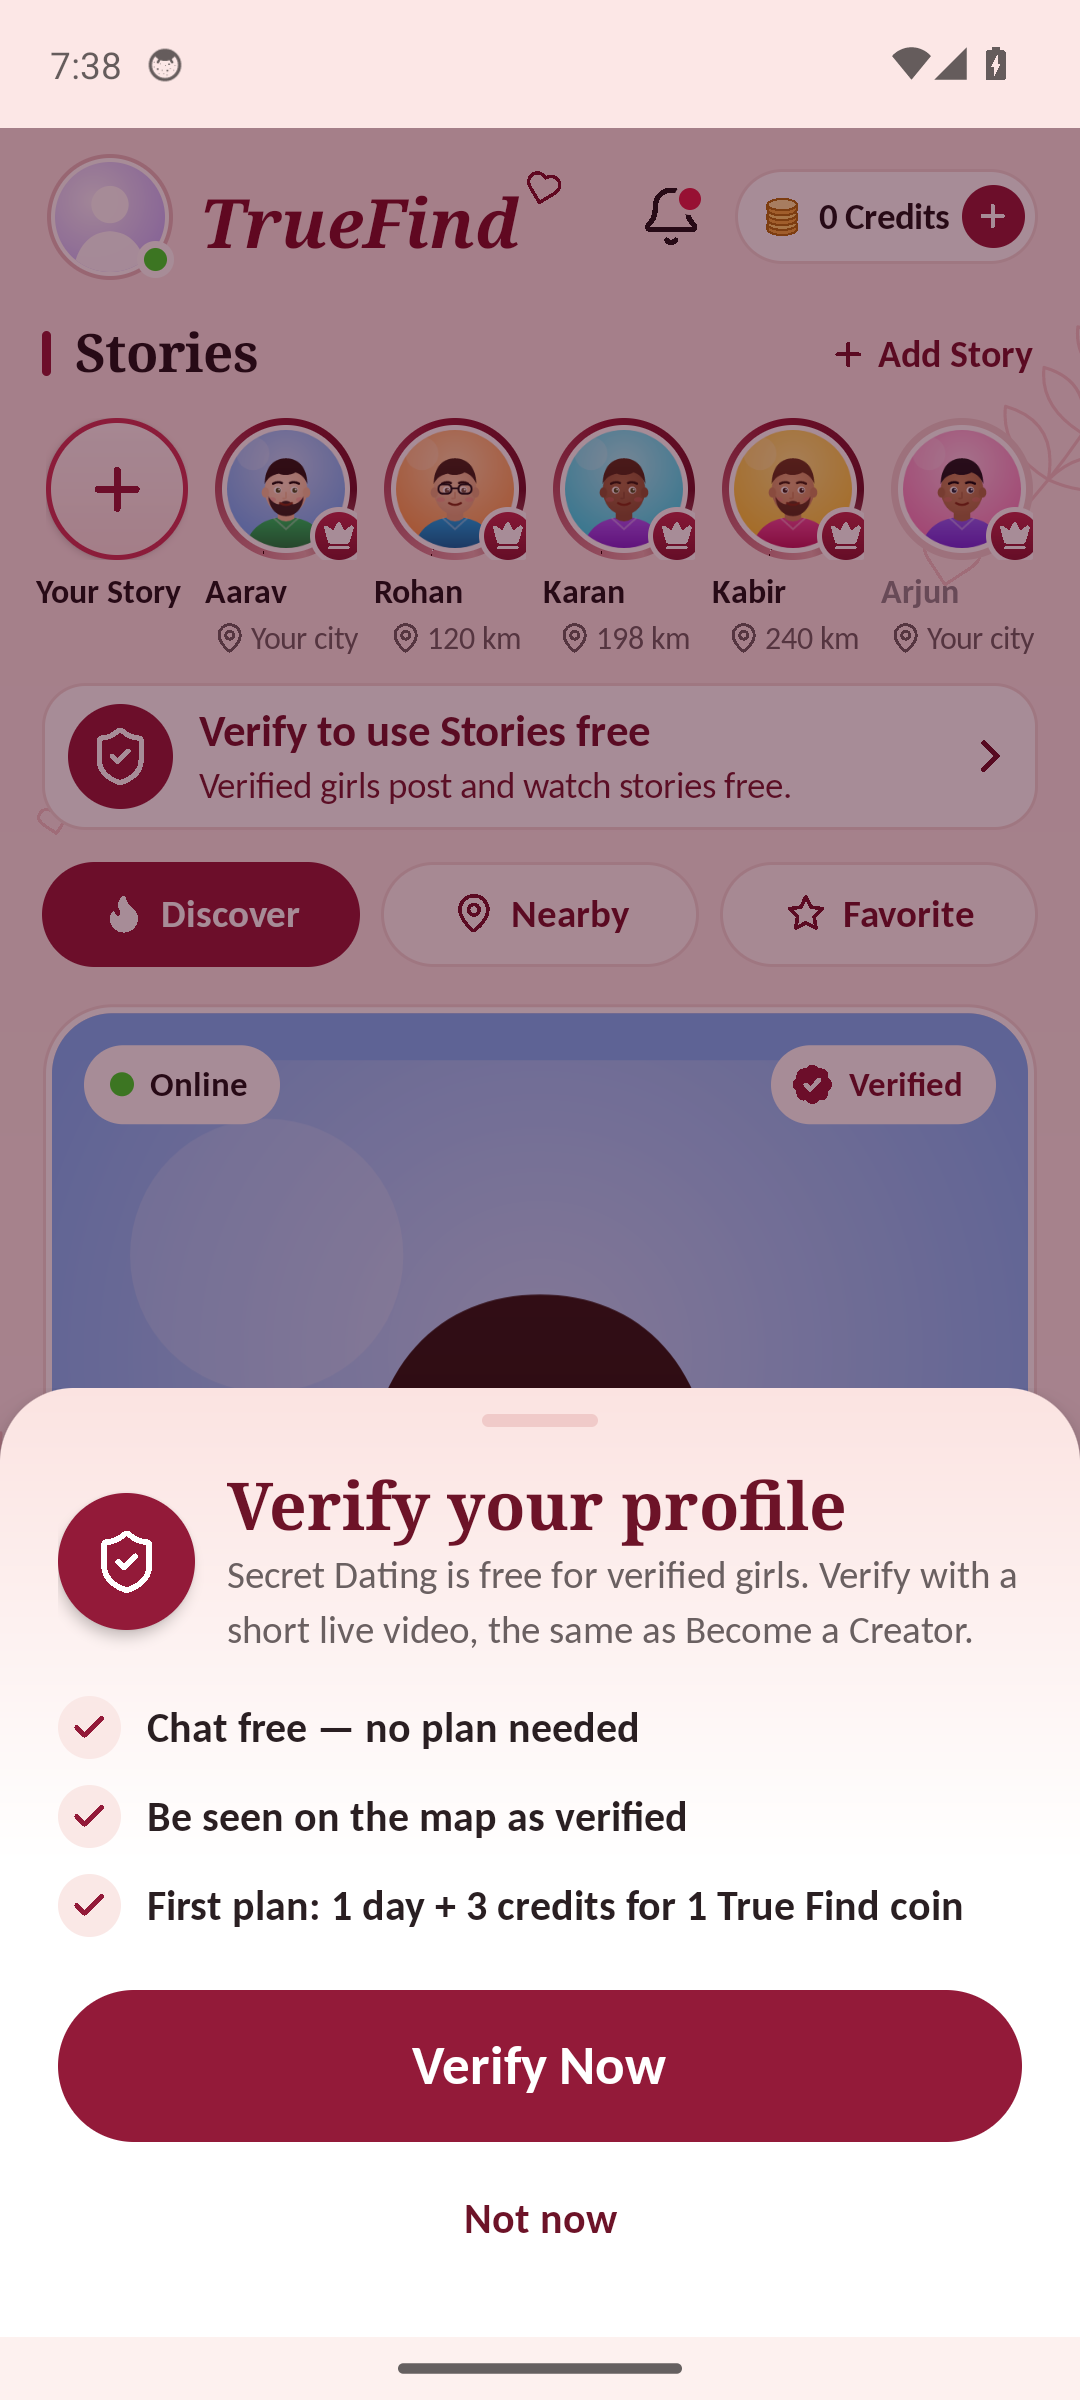 7:38
TrueFind
0 Credits
Stories
Add Story
Your Story
Aarav
Rohan
Karan
Kabir
Arjun
Your city
120 km
198 km
240 km
Your city
Verify to use Stories free
Verified girls post and watch stories free.
Discover
Nearby
Favorite
Online
Verified
Verify your profile
Secret Dating is free for verified girls. Verify with a
short live video, the same as Become a Creator.
Chat free — no plan needed
Be seen on the map as verified
First plan: 1 day + 3 credits for 1 True Find coin
Verify Now
Not now